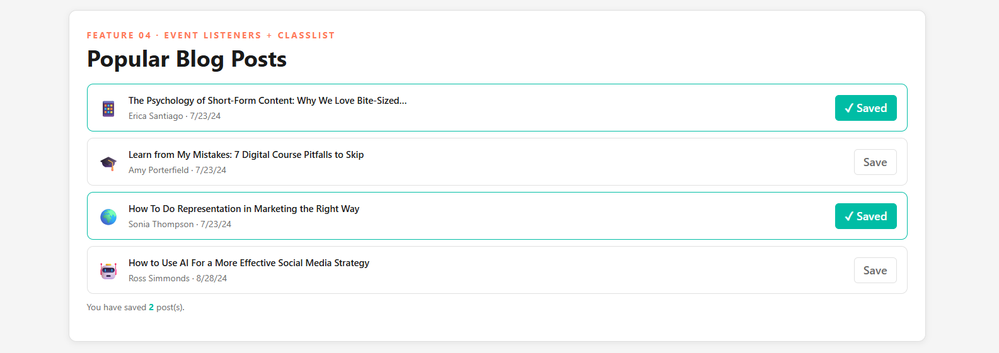 FEATURE 04 · EVENT LISTENERS + CLASSLIST
Popular Blog Posts
The Psychology of Short-Form Content: Why We Love Bite-Sized...
Erica Santiago · 7/23/24
✓ Saved
Learn from My Mistakes: 7 Digital Course Pitfalls to Skip
Amy Porterfield · 7/23/24
Save
How To Do Representation in Marketing the Right Way
Sonia Thompson · 7/23/24
✓ Saved
How to Use AI For a More Effective Social Media Strategy
Ross Simmonds · 8/28/24
Save
You have saved 2 post(s).